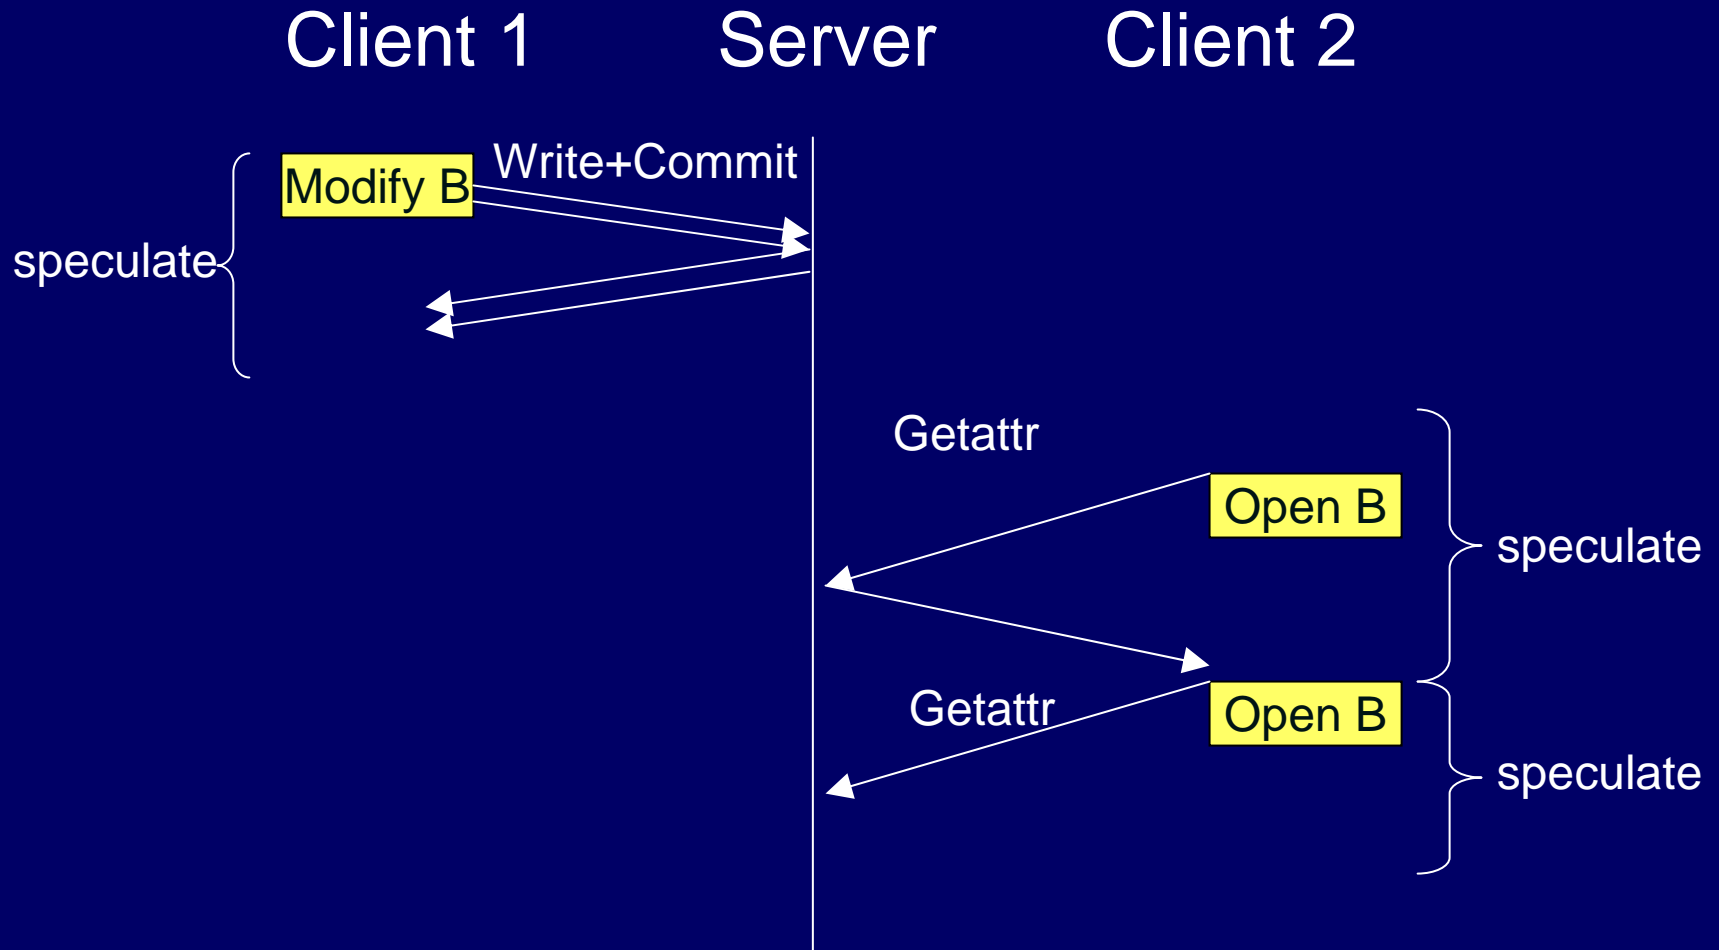 Client 1 Server Client 2
Write+Commit
Modify B
speculate
Getattr
Open B
speculate
Getattr
Open B
speculate